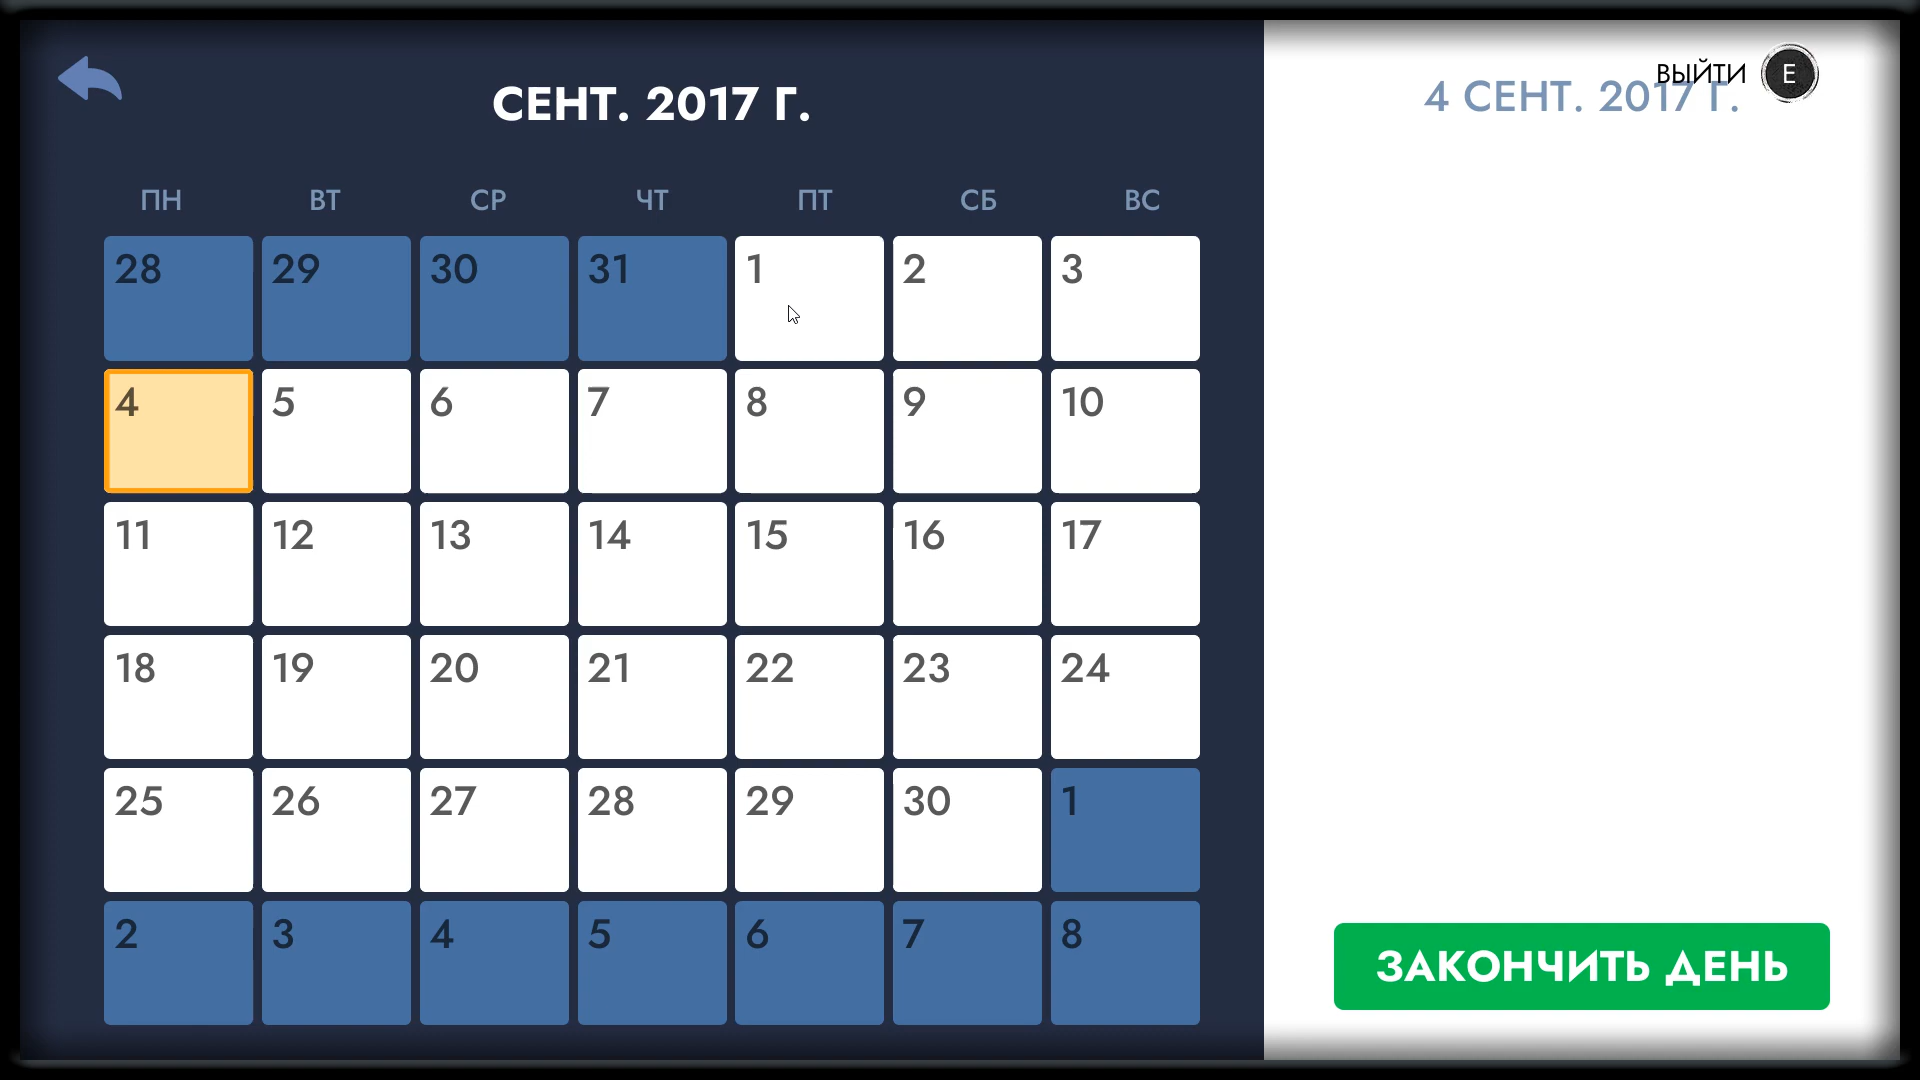 СЕНТ. 2017 Г.
ПН ВТ СР ЧТ ПТ СБ ВС
28 29 30 31 1 2 3
4 5 6 7 8 9 10
11 12 13 14 15 16 17
18 19 20 21 22 23 24
25 26 27 28 29 30 1
2 3 4 5 6 7 8
ВЫЙТИ E
4 СЕНТ. 2017 Г.
ЗАКОНЧИТЬ ДЕНЬ